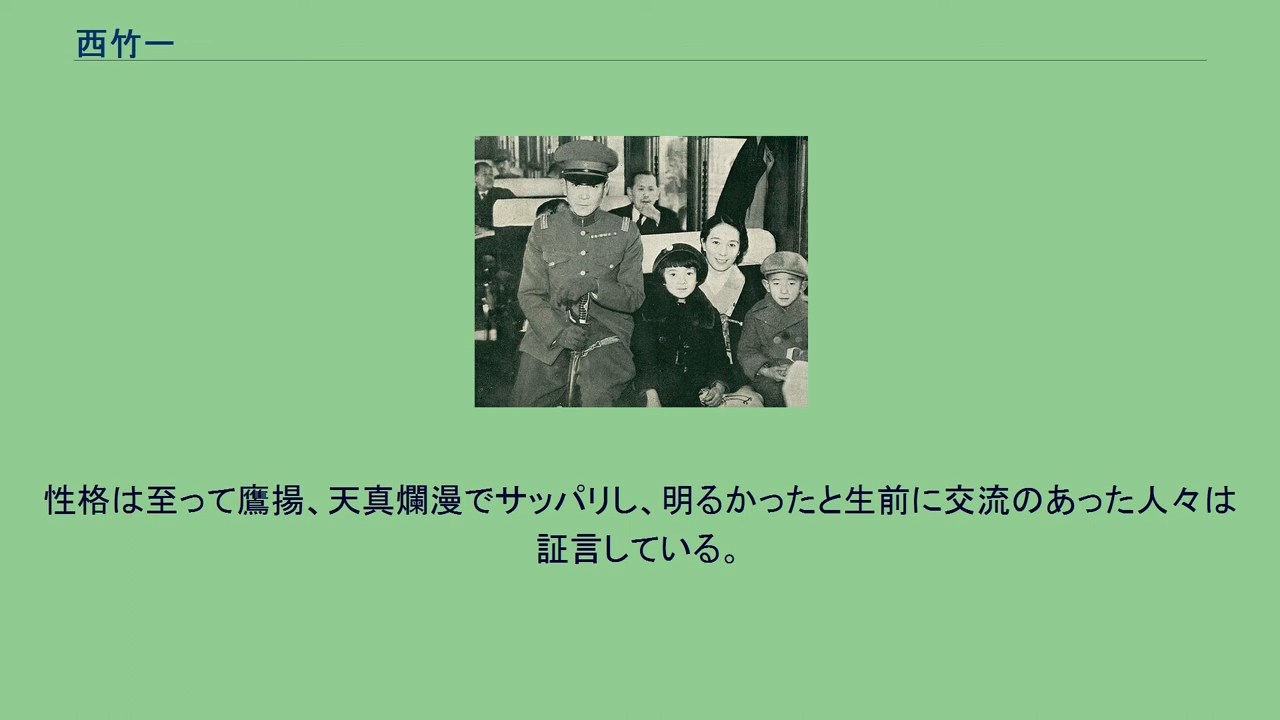 西竹一
性格は至って鷹揚、天真爛漫でサッパリし、明るかったと生前に交流のあった人々は
証言している。